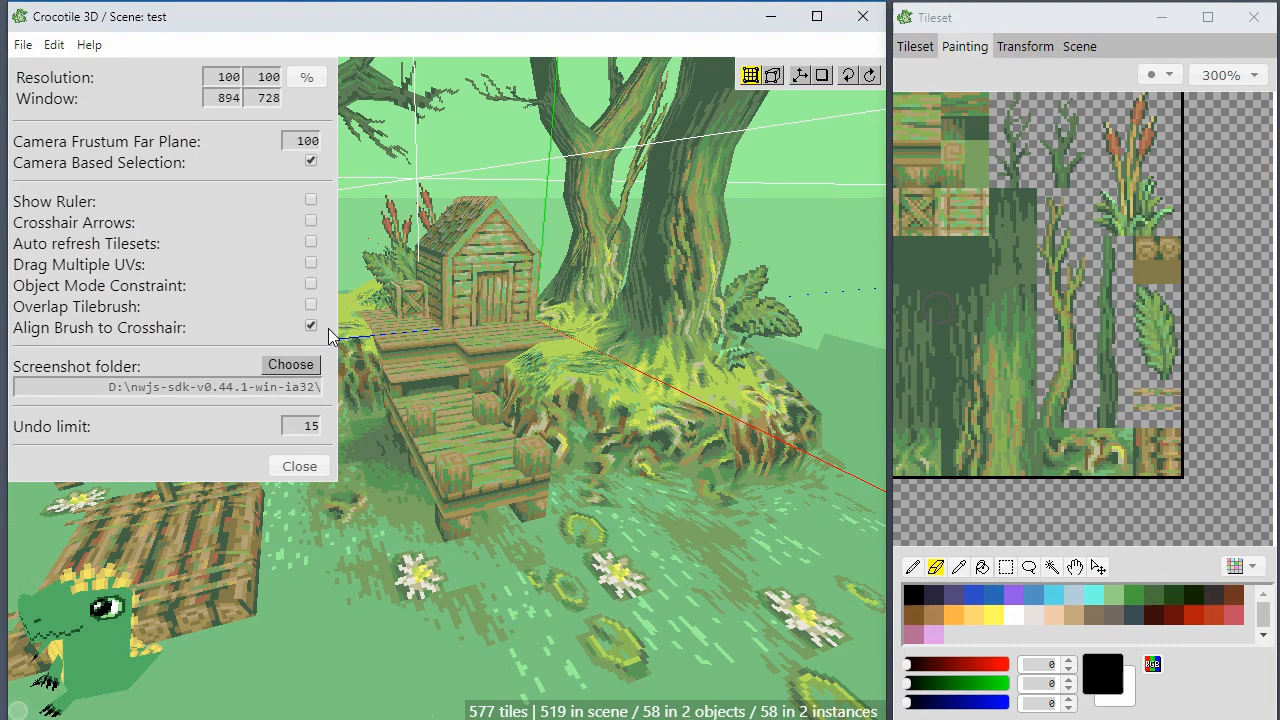 Crocotile 3D / Scene: test
File Edit Help
Resolution: 100 100 %
Window: 894 728
Camera Frustum Far Plane: 100
Camera Based Selection:
Show Ruler:
Crosshair Arrows:
Auto refresh Tilesets:
Drag Multiple UVs:
Object Mode Constraint:
Overlap Tilebrush:
Align Brush to Crosshair:
Screenshot folder: Choose
D:\nwjs-sdk-v0.44.1-win-ia32\
Undo limit: 15
Close
577 tiles | 519 in scene / 58 in 2 objects / 58 in 2 instances
Tileset
Tileset Painting Transform Scene
300%
0
RGB
0
0